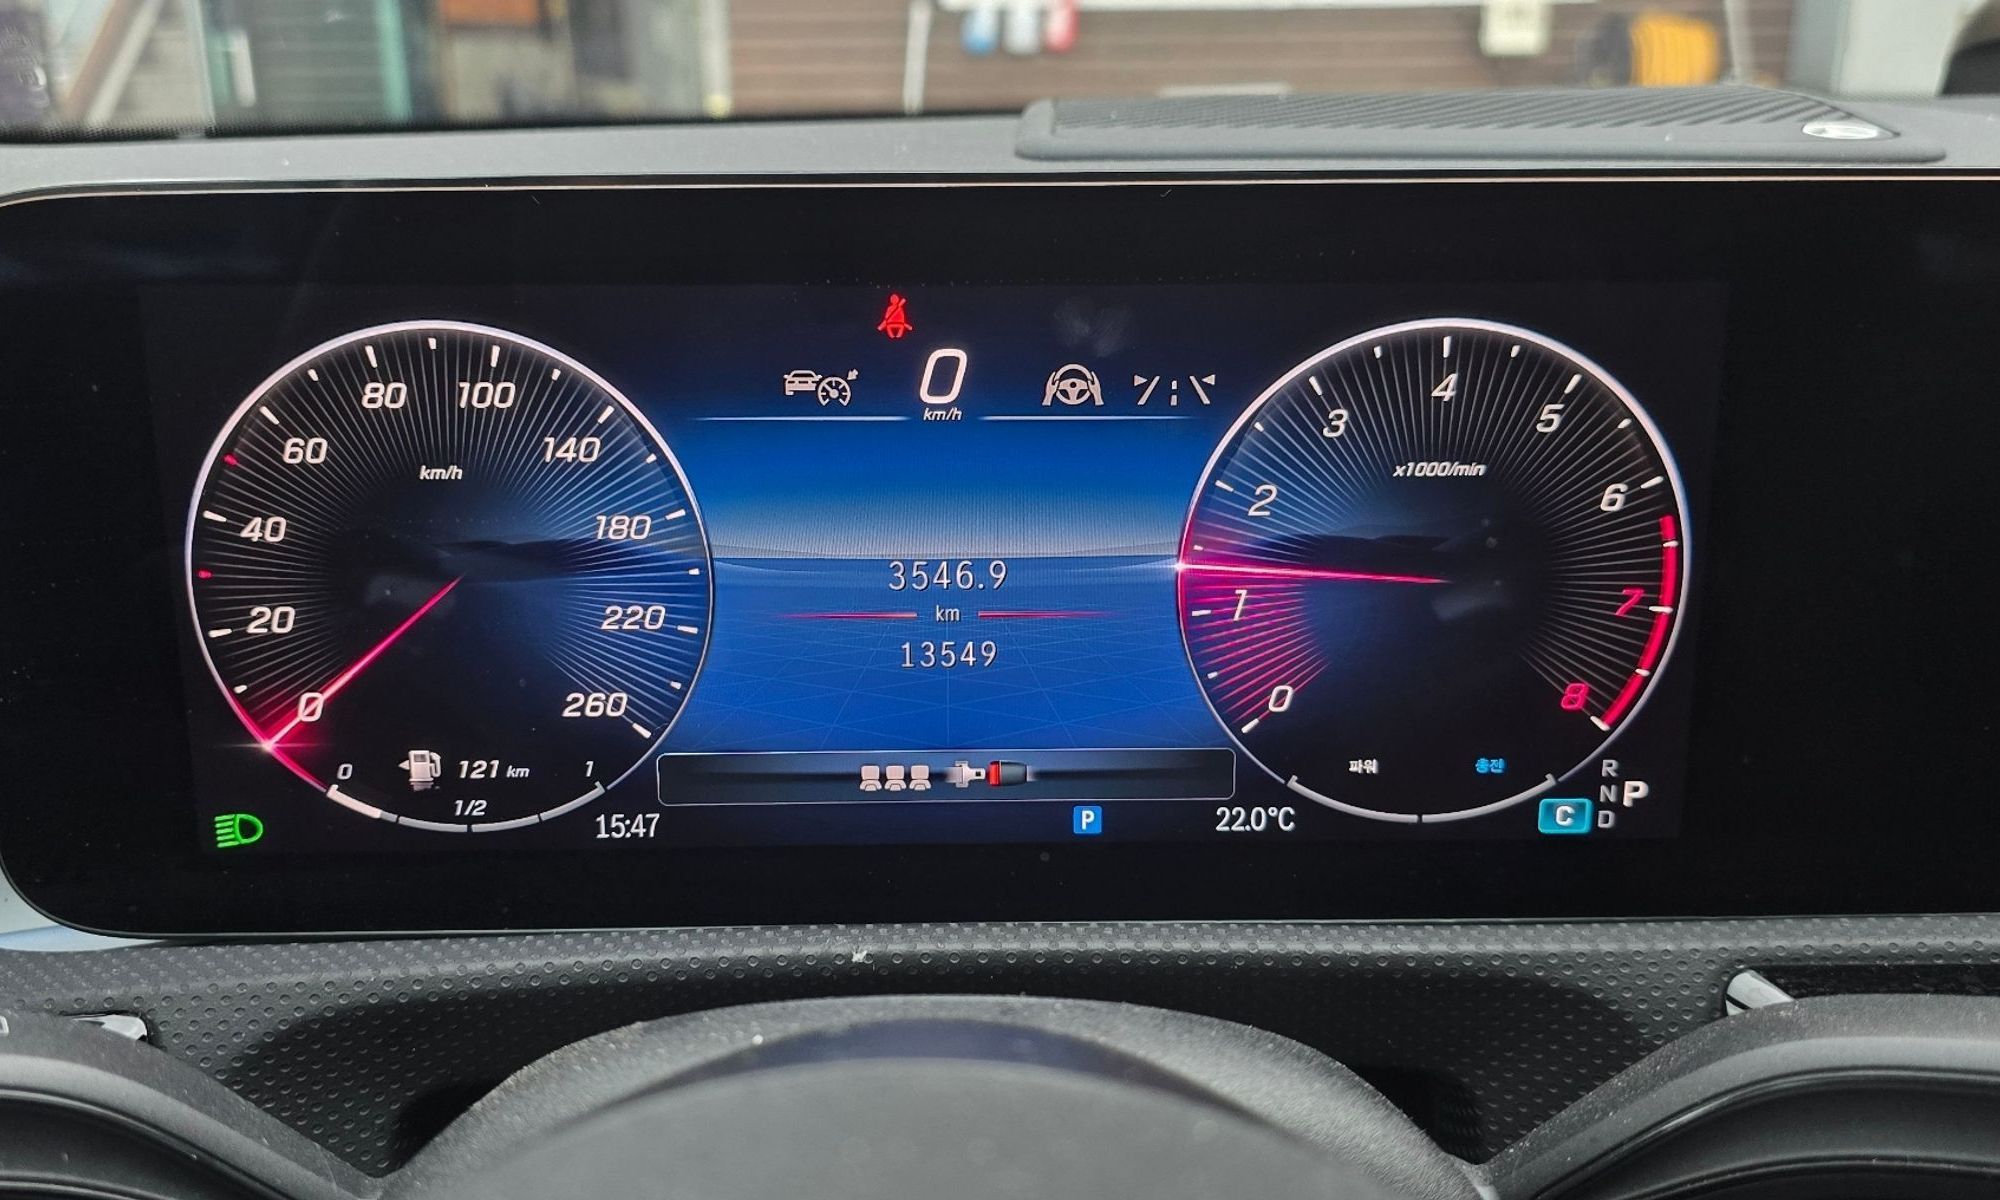 0
km/h
80 100
60 140
km/h
40 180
20 220
0 260
0 121 km 1
1/2
15:47
3546.9
km
13549
P
22.0°C
4
3 5
x1000/min
2 6
1 7
0 8
파워 충전
R
N P
C D